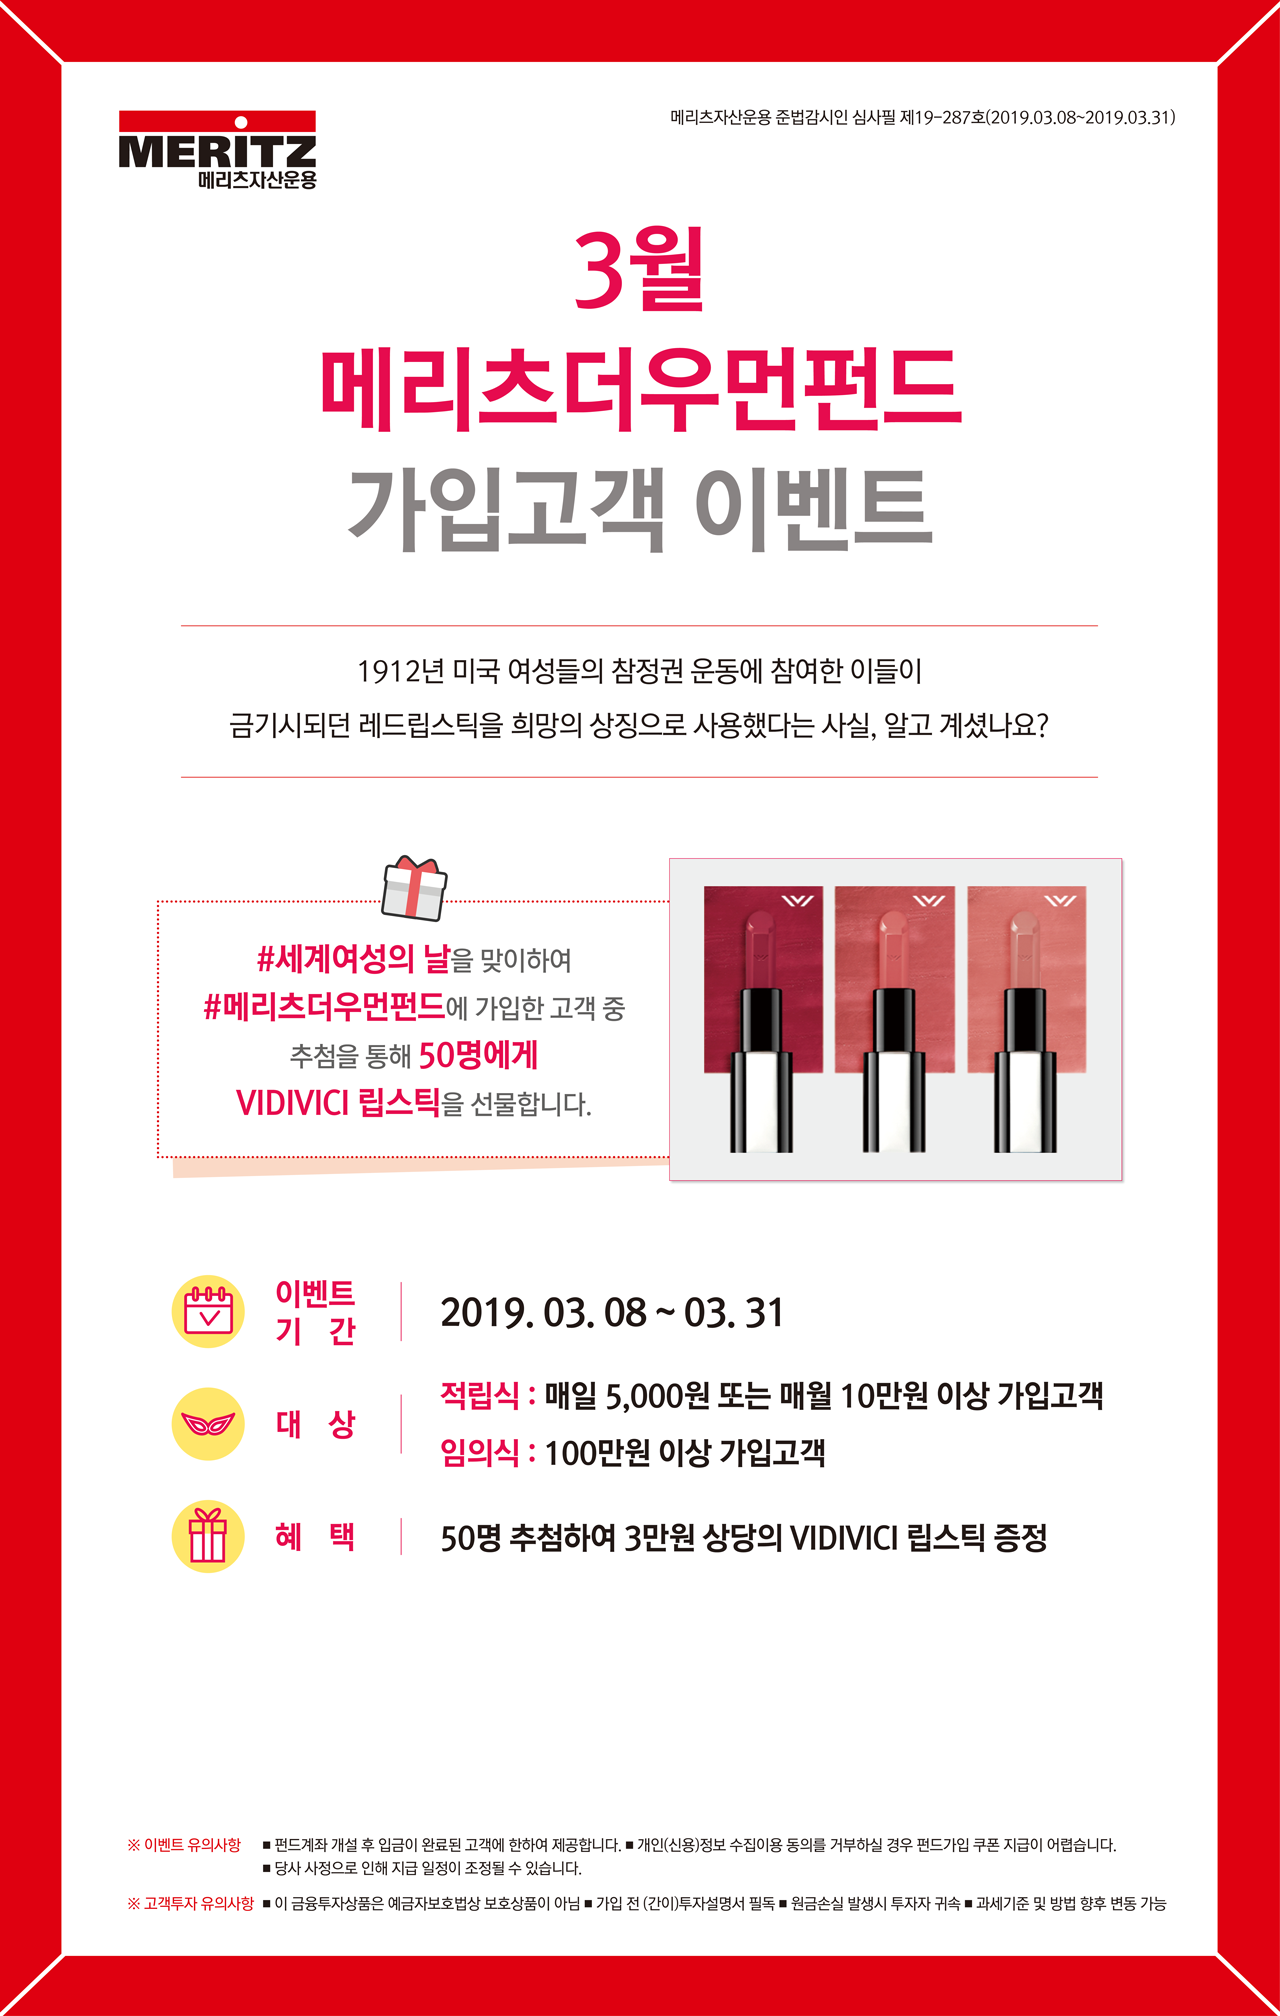 MERITZ
메리츠자산운용
메리츠자산운용 준법감시인 심사필 제19-287호(2019.03.08~2019.03.31)
3월
메리츠더우먼펀드
가입고객 이벤트
1912년 미국 여성들의 참정권 운동에 참여한 이들이
금기시되던 레드립스틱을 희망의 상징으로 사용했다는 사실, 알고 계셨나요?
#세계여성의 날을 맞이하여
#메리츠더우먼펀드에 가입한 고객 중
추첨을 통해 50명에게
VIDIVICI 립스틱을 선물합니다.
이벤트
기 간
2019. 03. 08 ~ 03. 31
대 상
적립식 : 매일 5,000원 또는 매월 10만원 이상 가입고객
임의식 : 100만원 이상 가입고객
혜 택
50명 추첨하여 3만원 상당의 VIDIVICI 립스틱 증정
※ 이벤트 유의사항 ■ 펀드계좌 개설 후 입금이 완료된 고객에 한하여 제공합니다. ■ 개인(신용)정보 수집이용 동의를 거부하실 경우 펀드가입 쿠폰 지급이 어렵습니다.
■ 당사 사정으로 인해 지급 일정이 조정될 수 있습니다.
※ 고객투자 유의사항 ■ 이 금융투자상품은 예금자보호법상 보호상품이 아님 ■ 가입 전 (간이)투자설명서 필독 ■ 원금손실 발생시 투자자 귀속 ■ 과세기준 및 방법 향후 변동 가능